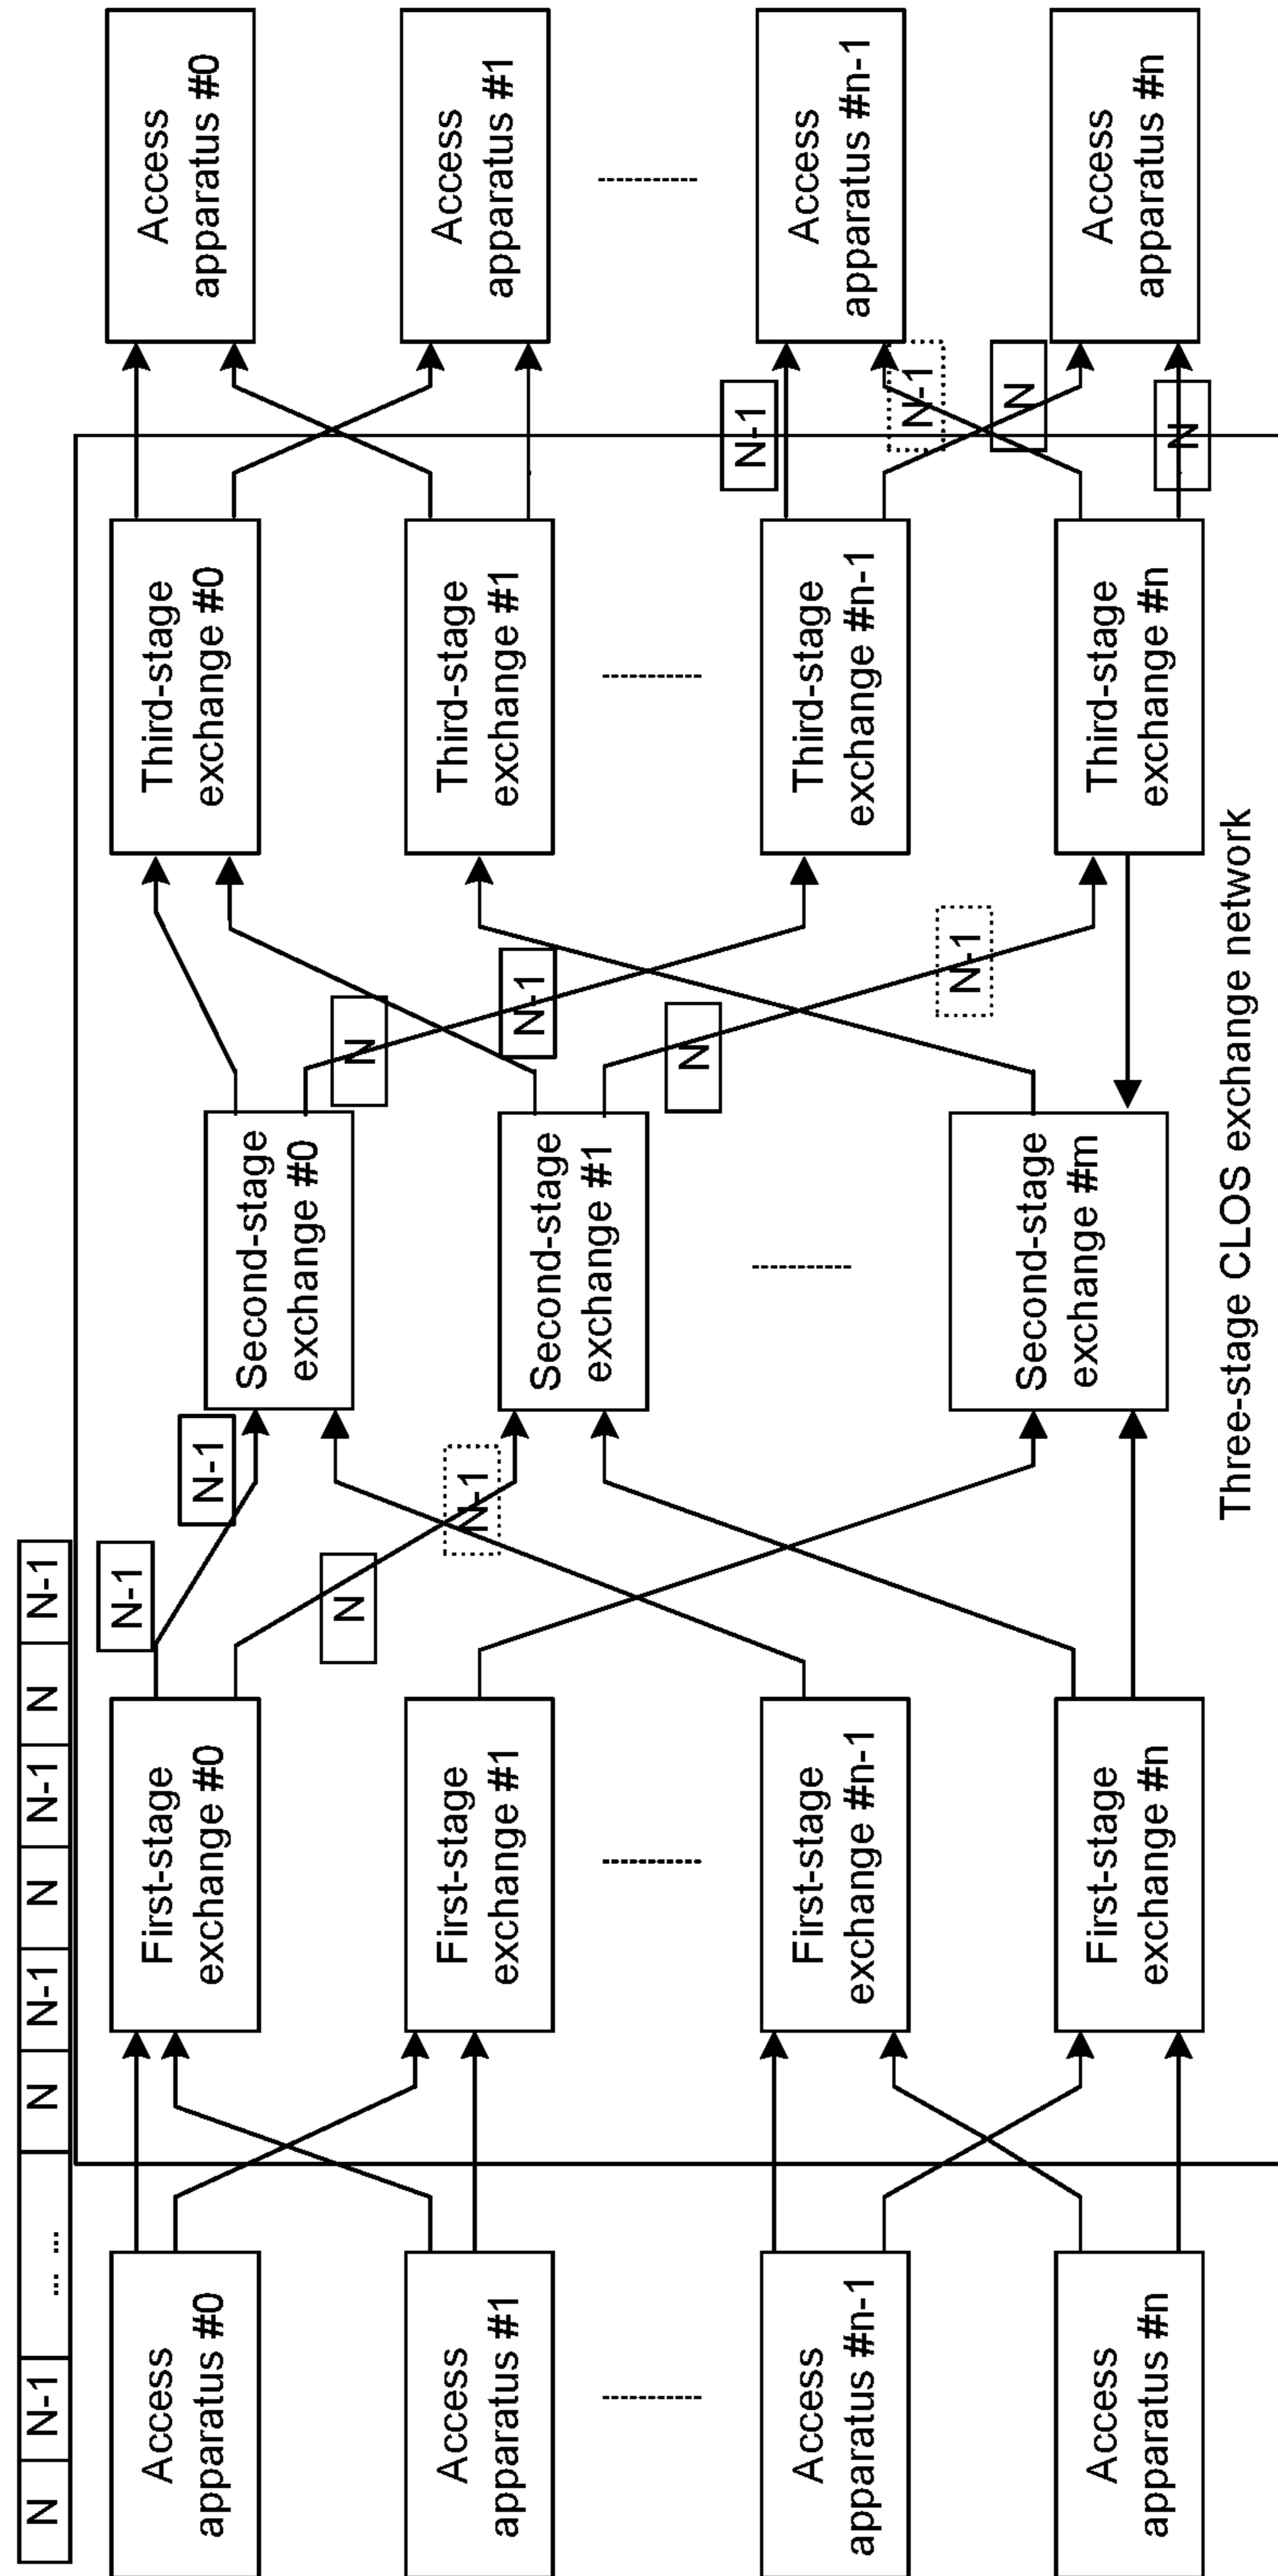 N N-1 ... ... N N-1 N N-1 N N-1
Access
apparatus #0
Access
apparatus #1
Access
apparatus #n-1
Access
apparatus #n
First-stage
exchange #0
First-stage
exchange #1
First-stage
exchange #n-1
First-stage
exchange #n
N-1
N-1
N
N-1
Second-stage
exchange #0
Second-stage
exchange #1
Second-stage
exchange #m
N
N-1
N
N-1
Third-stage
exchange #0
Third-stage
exchange #1
Third-stage
exchange #n-1
Third-stage
exchange #n
N-1
N-1
N
N
Access
apparatus #0
Access
apparatus #1
Access
apparatus #n-1
Access
apparatus #n
Three-stage CLOS exchange network